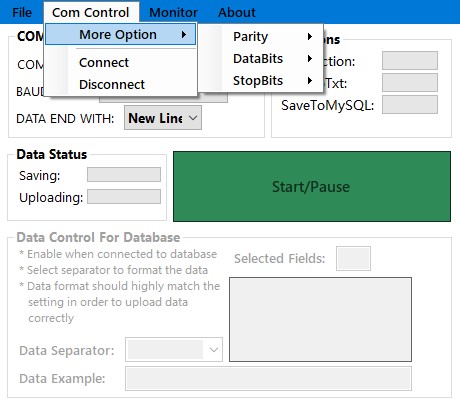 File Com Control Monitor About
More Option
Connect
Disconnect
Parity
DataBits
StopBits
COM
COM
BAUD
DATA END WITH: New Line
SaveToMySQL:
Data Status
Saving:
Uploading:
Start/Pause
Data Control For Database
* Enable when connected to database
* Select separator to format the data
* Data format should highly match the
setting in order to upload data
correctly
Selected Fields:
Data Separator:
Data Example: